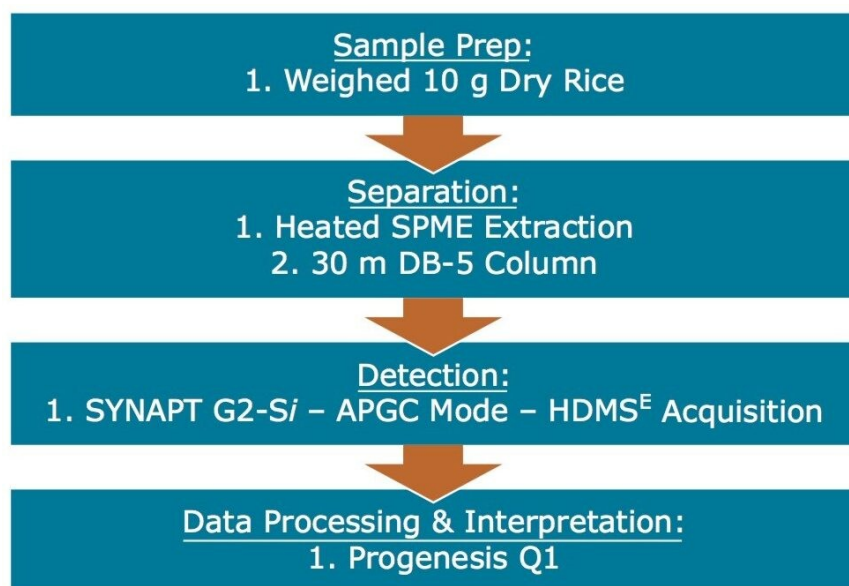 Sample Prep:
1. Weighed 10 g Dry Rice
Separation:
1. Heated SPME Extraction
2. 30 m DB-5 Column
Detection:
1. SYNAPT G2-Si – APGC Mode – HDMSᴱ Acquisition
Data Processing & Interpretation:
1. Progenesis Q1